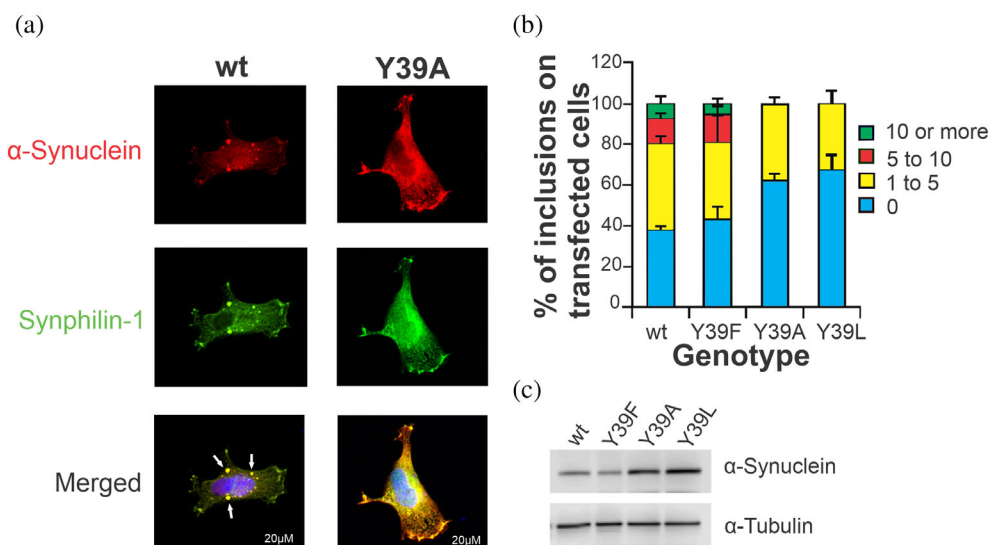 (a)
wt
Y39A
α-Synuclein
Synphilin-1
Merged
20µM
20µM
(b)
% of inclusions on
transfected cells
120
100
80
60
40
20
0
wt
Y39F
Y39A
Y39L
Genotype
10 or more
5 to 10
1 to 5
0
(c)
wt
Y39F
Y39A
Y39L
α-Synuclein
α-Tubulin